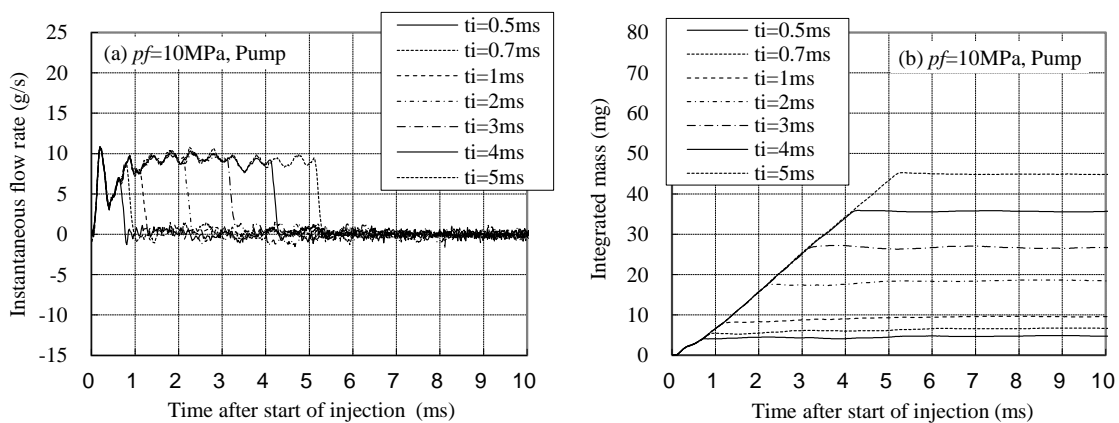 (a) pf=10MPa, Pump
ti=0.5ms
ti=0.7ms
ti=1ms
ti=2ms
ti=3ms
ti=4ms
ti=5ms
Instantaneous flow rate (g/s)
25
20
15
10
5
0
-5
-10
-15
0 1 2 3 4 5 6 7 8 9 10
Time after start of injection (ms)
(b) pf=10MPa, Pump
ti=0.5ms
ti=0.7ms
ti=1ms
ti=2ms
ti=3ms
ti=4ms
ti=5ms
Integrated mass (mg)
80
70
60
50
40
30
20
10
0
0 1 2 3 4 5 6 7 8 9 10
Time after start of injection (ms)